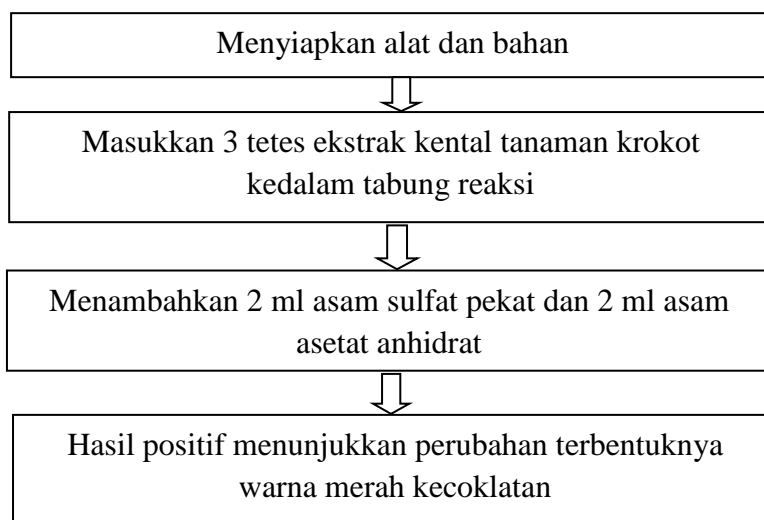 Menyiapkan alat dan bahan
Masukkan 3 tetes ekstrak kental tanaman krokot
kedalam tabung reaksi
Menambahkan 2 ml asam sulfat pekat dan 2 ml asam
asetat anhidrat
Hasil positif menunjukkan perubahan terbentuknya
warna merah kecoklatan